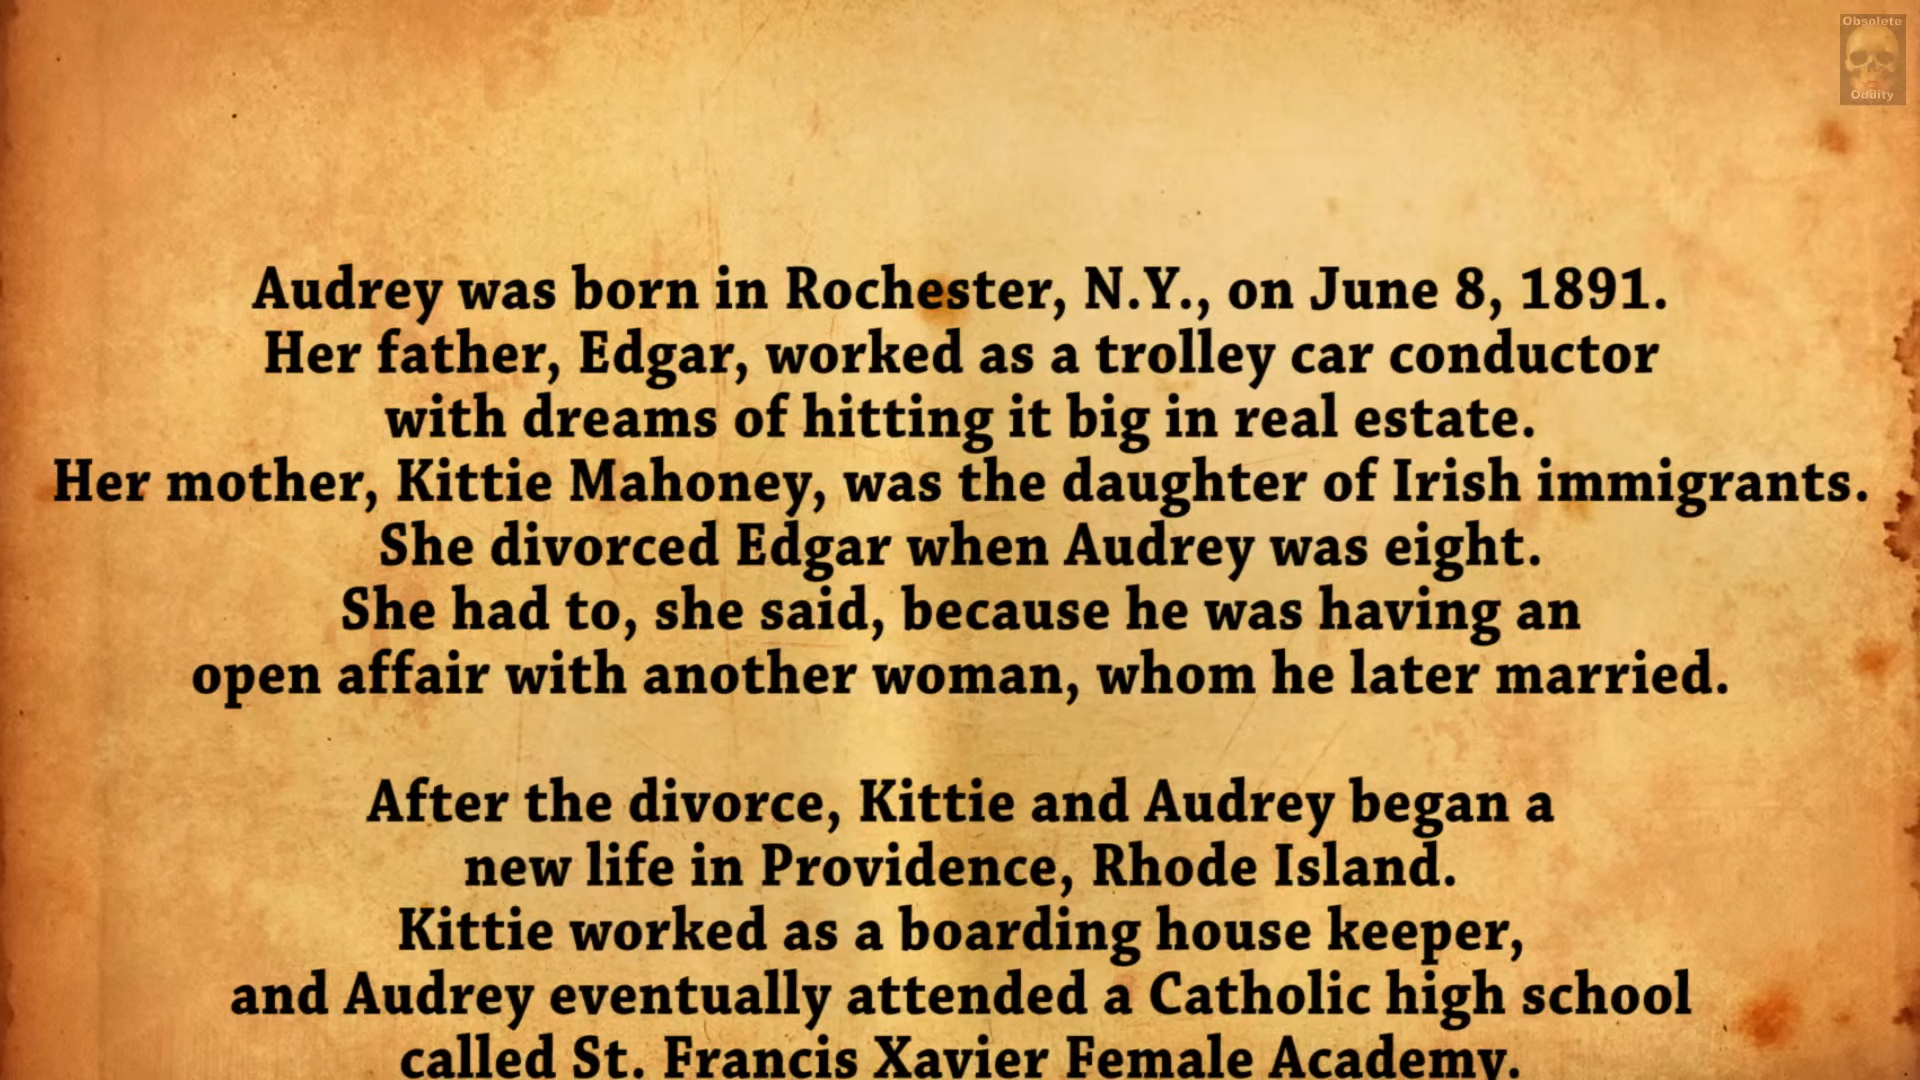 Obsolete
Oddity
Audrey was born in Rochester, N.Y., on June 8, 1891.
Her father, Edgar, worked as a trolley car conductor
with dreams of hitting it big in real estate.
Her mother, Kittie Mahoney, was the daughter of Irish immigrants.
She divorced Edgar when Audrey was eight.
She had to, she said, because he was having an
open affair with another woman, whom he later married.
After the divorce, Kittie and Audrey began a
new life in Providence, Rhode Island.
Kittie worked as a boarding house keeper,
and Audrey eventually attended a Catholic high school
called St. Francis Xavier Female Academy.